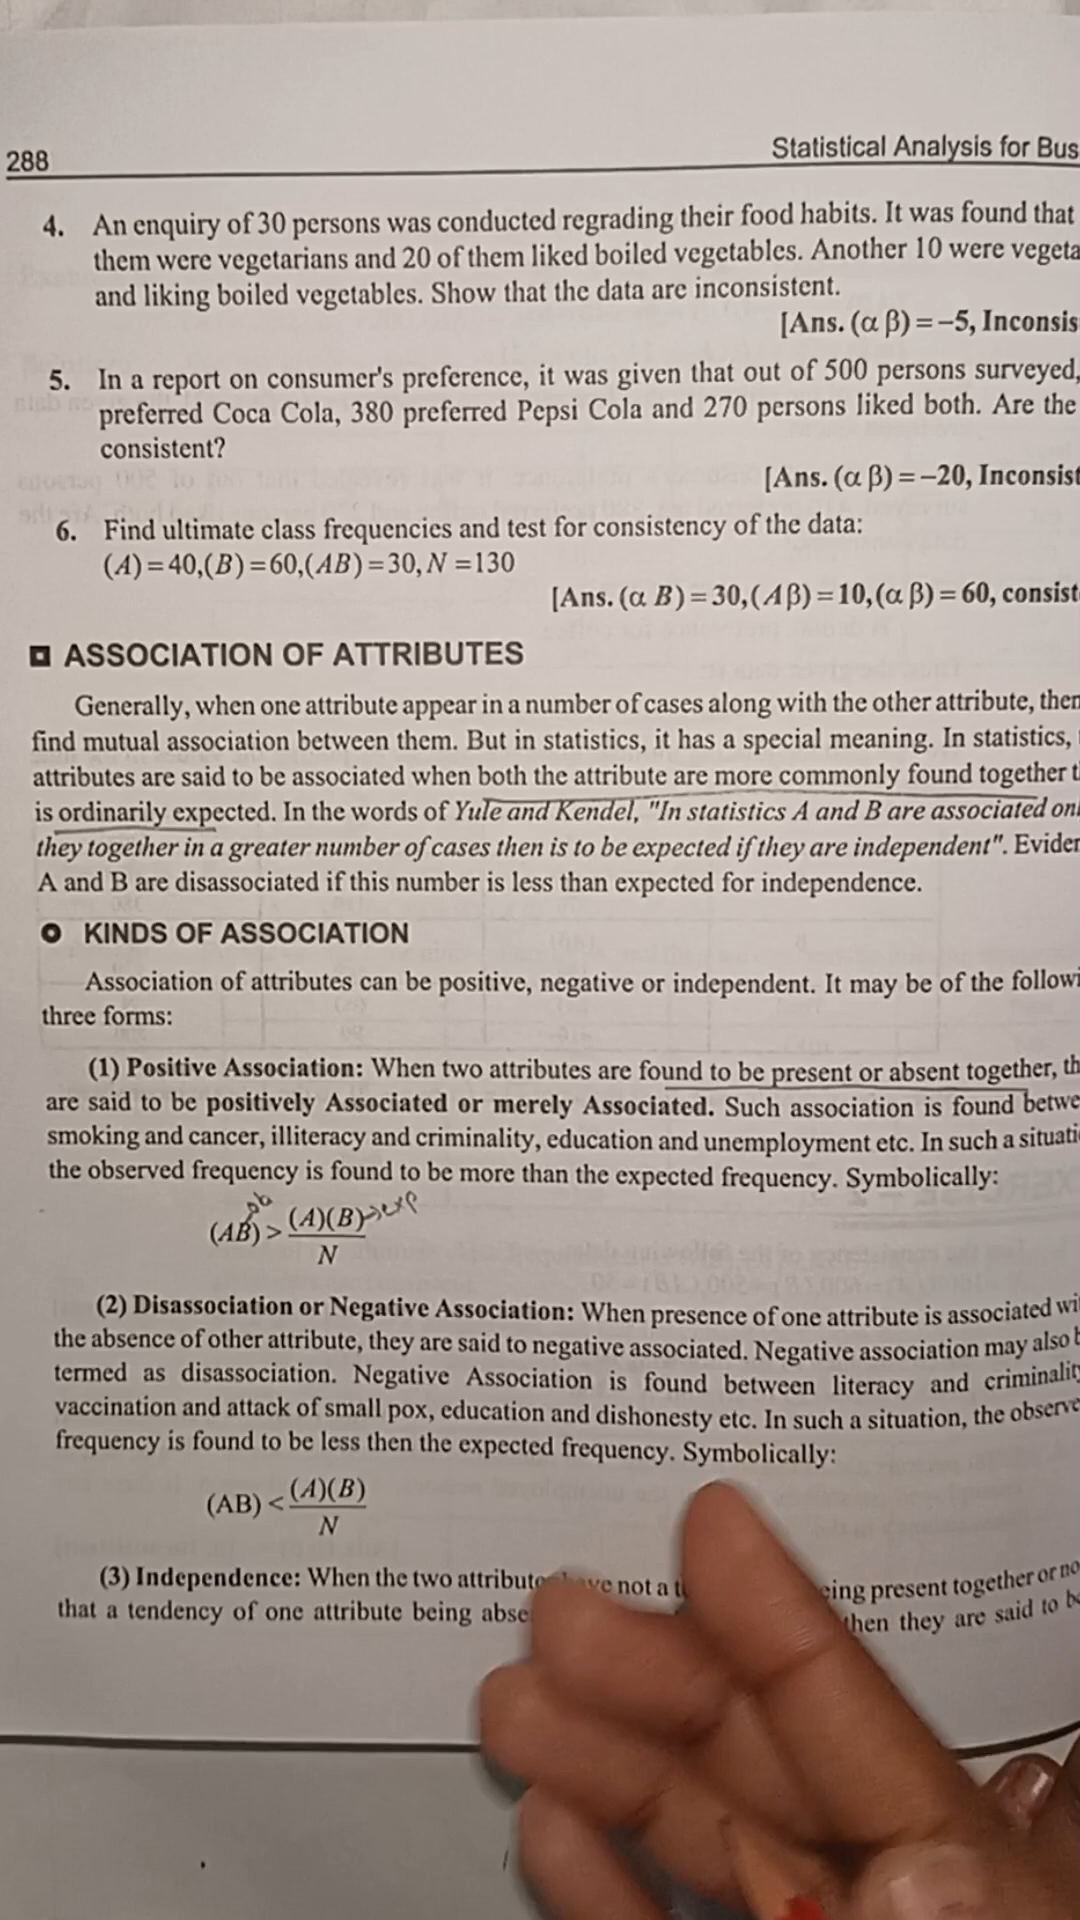 288
Statistical Analysis for Bus
4. An enquiry of 30 persons was conducted regrading their food habits. It was found that
them were vegetarians and 20 of them liked boiled vegetables. Another 10 were vegeta
and liking boiled vegetables. Show that the data are inconsistent.
[Ans. (α β) = –5, Inconsis
5. In a report on consumer's preference, it was given that out of 500 persons surveyed,
preferred Coca Cola, 380 preferred Pepsi Cola and 270 persons liked both. Are the
consistent?
[Ans. (α β) = –20, Inconsist
6. Find ultimate class frequencies and test for consistency of the data:
(A) = 40,(B) = 60,(AB) = 30, N = 130
[Ans. (α B) = 30, (Aβ) = 10, (α β) = 60, consist
ASSOCIATION OF ATTRIBUTES
Generally, when one attribute appear in a number of cases along with the other attribute, then
find mutual association between them. But in statistics, it has a special meaning. In statistics,
attributes are said to be associated when both the attribute are more commonly found together t
is ordinarily expected. In the words of Yule and Kendel, "In statistics A and B are associated onl
they together in a greater number of cases then is to be expected if they are independent". Eviden
A and B are disassociated if this number is less than expected for independence.
KINDS OF ASSOCIATION
Association of attributes can be positive, negative or independent. It may be of the followi
three forms:
(1) Positive Association: When two attributes are found to be present or absent together, th
are said to be positively Associated or merely Associated. Such association is found betwe
smoking and cancer, illiteracy and criminality, education and unemployment etc. In such a situati
the observed frequency is found to be more than the expected frequency. Symbolically:
ob
(AB) > (A)(B) → exp
N
(2) Disassociation or Negative Association: When presence of one attribute is associated wi
the absence of other attribute, they are said to negative associated. Negative association may also b
termed as disassociation. Negative Association is found between literacy and criminality
vaccination and attack of small pox, education and dishonesty etc. In such a situation, the observe
frequency is found to be less then the expected frequency. Symbolically:
(AB) < (A)(B)
N
(3) Independence: When the two attribute not a eing present together or no
that a tendency of one attribute being abse then they are said to be